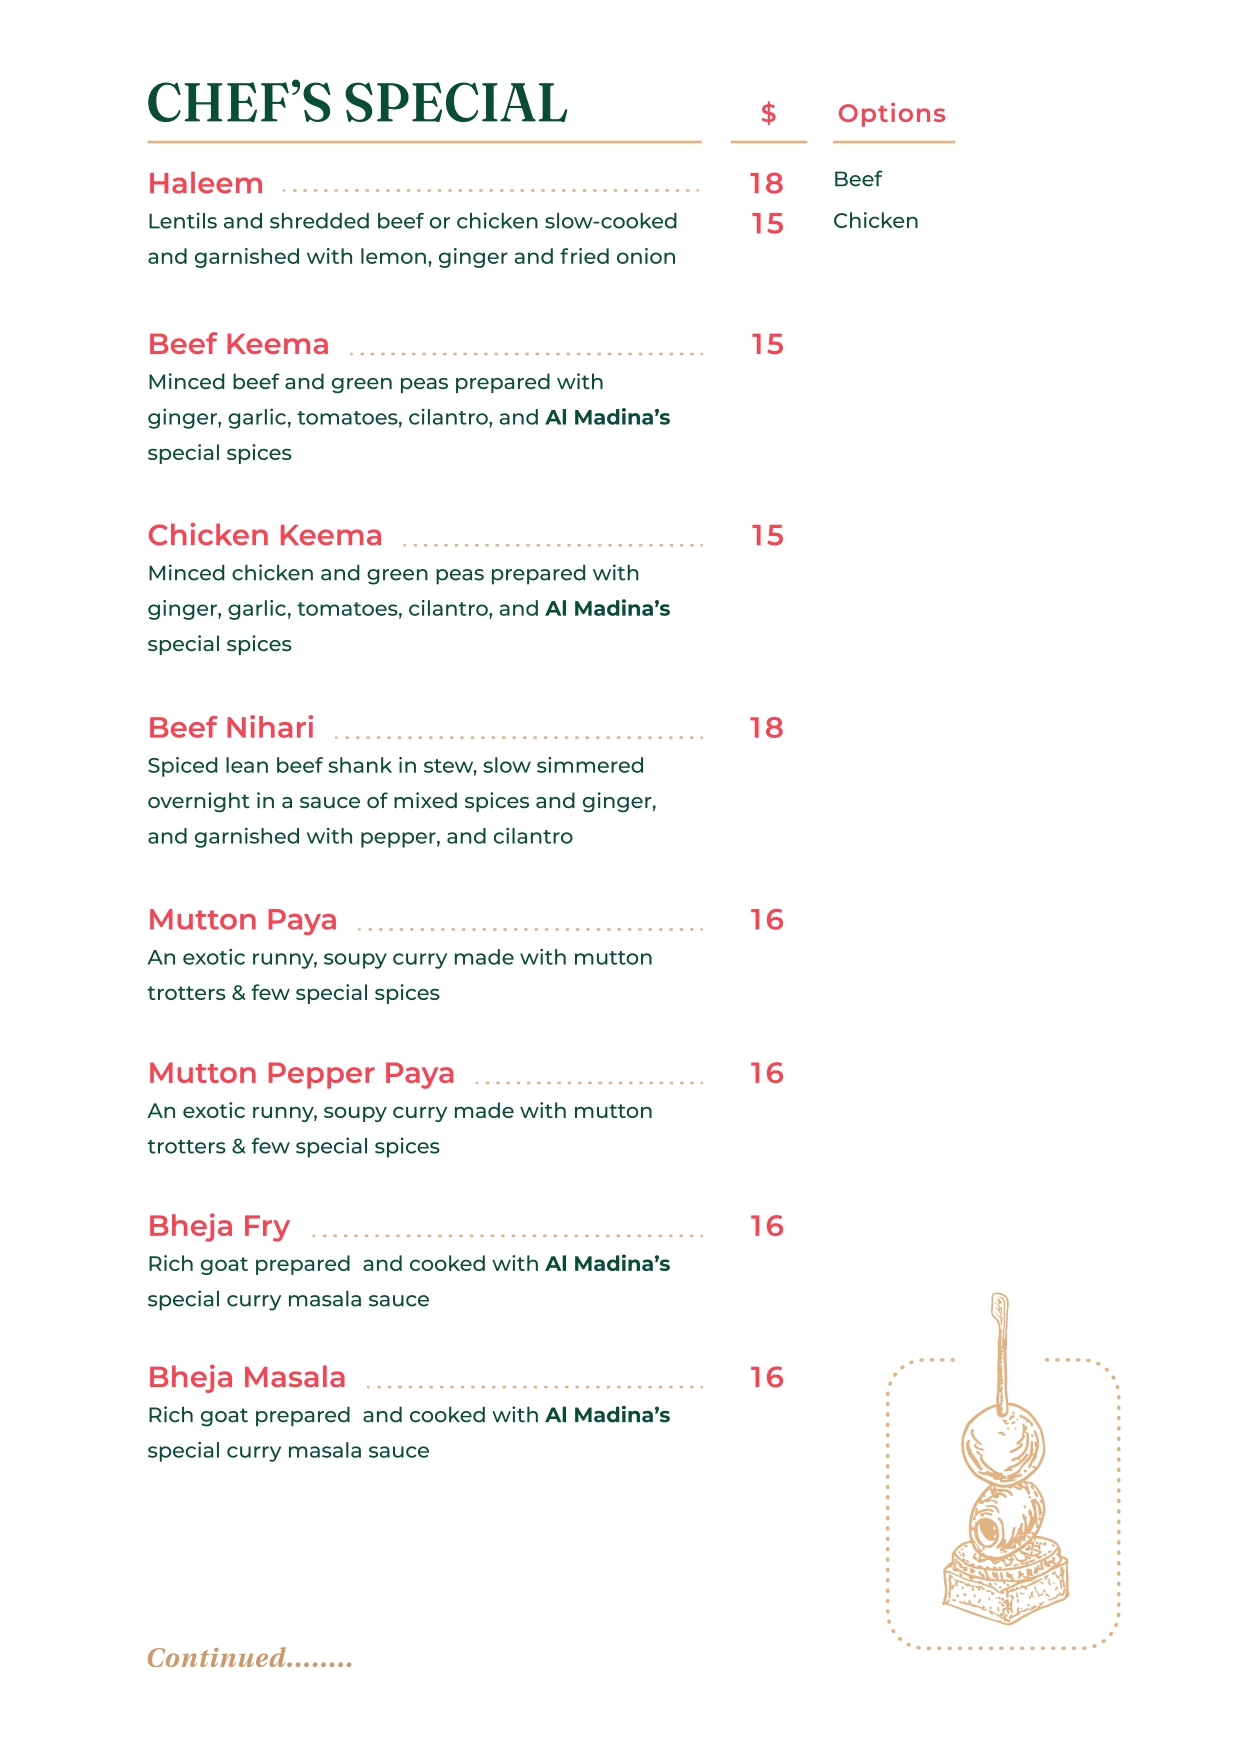 CHEF’S SPECIAL $ Options
Haleem 18 Beef
Lentils and shredded beef or chicken slow-cooked 15 Chicken
and garnished with lemon, ginger and fried onion
Beef Keema 15
Minced beef and green peas prepared with
ginger, garlic, tomatoes, cilantro, and Al Madina’s
special spices
Chicken Keema 15
Minced chicken and green peas prepared with
ginger, garlic, tomatoes, cilantro, and Al Madina’s
special spices
Beef Nihari 18
Spiced lean beef shank in stew, slow simmered
overnight in a sauce of mixed spices and ginger,
and garnished with pepper, and cilantro
Mutton Paya 16
An exotic runny, soupy curry made with mutton
trotters & few special spices
Mutton Pepper Paya 16
An exotic runny, soupy curry made with mutton
trotters & few special spices
Bheja Fry 16
Rich goat prepared  and cooked with Al Madina’s
special curry masala sauce
Bheja Masala 16
Rich goat prepared  and cooked with Al Madina’s
special curry masala sauce
Continued........